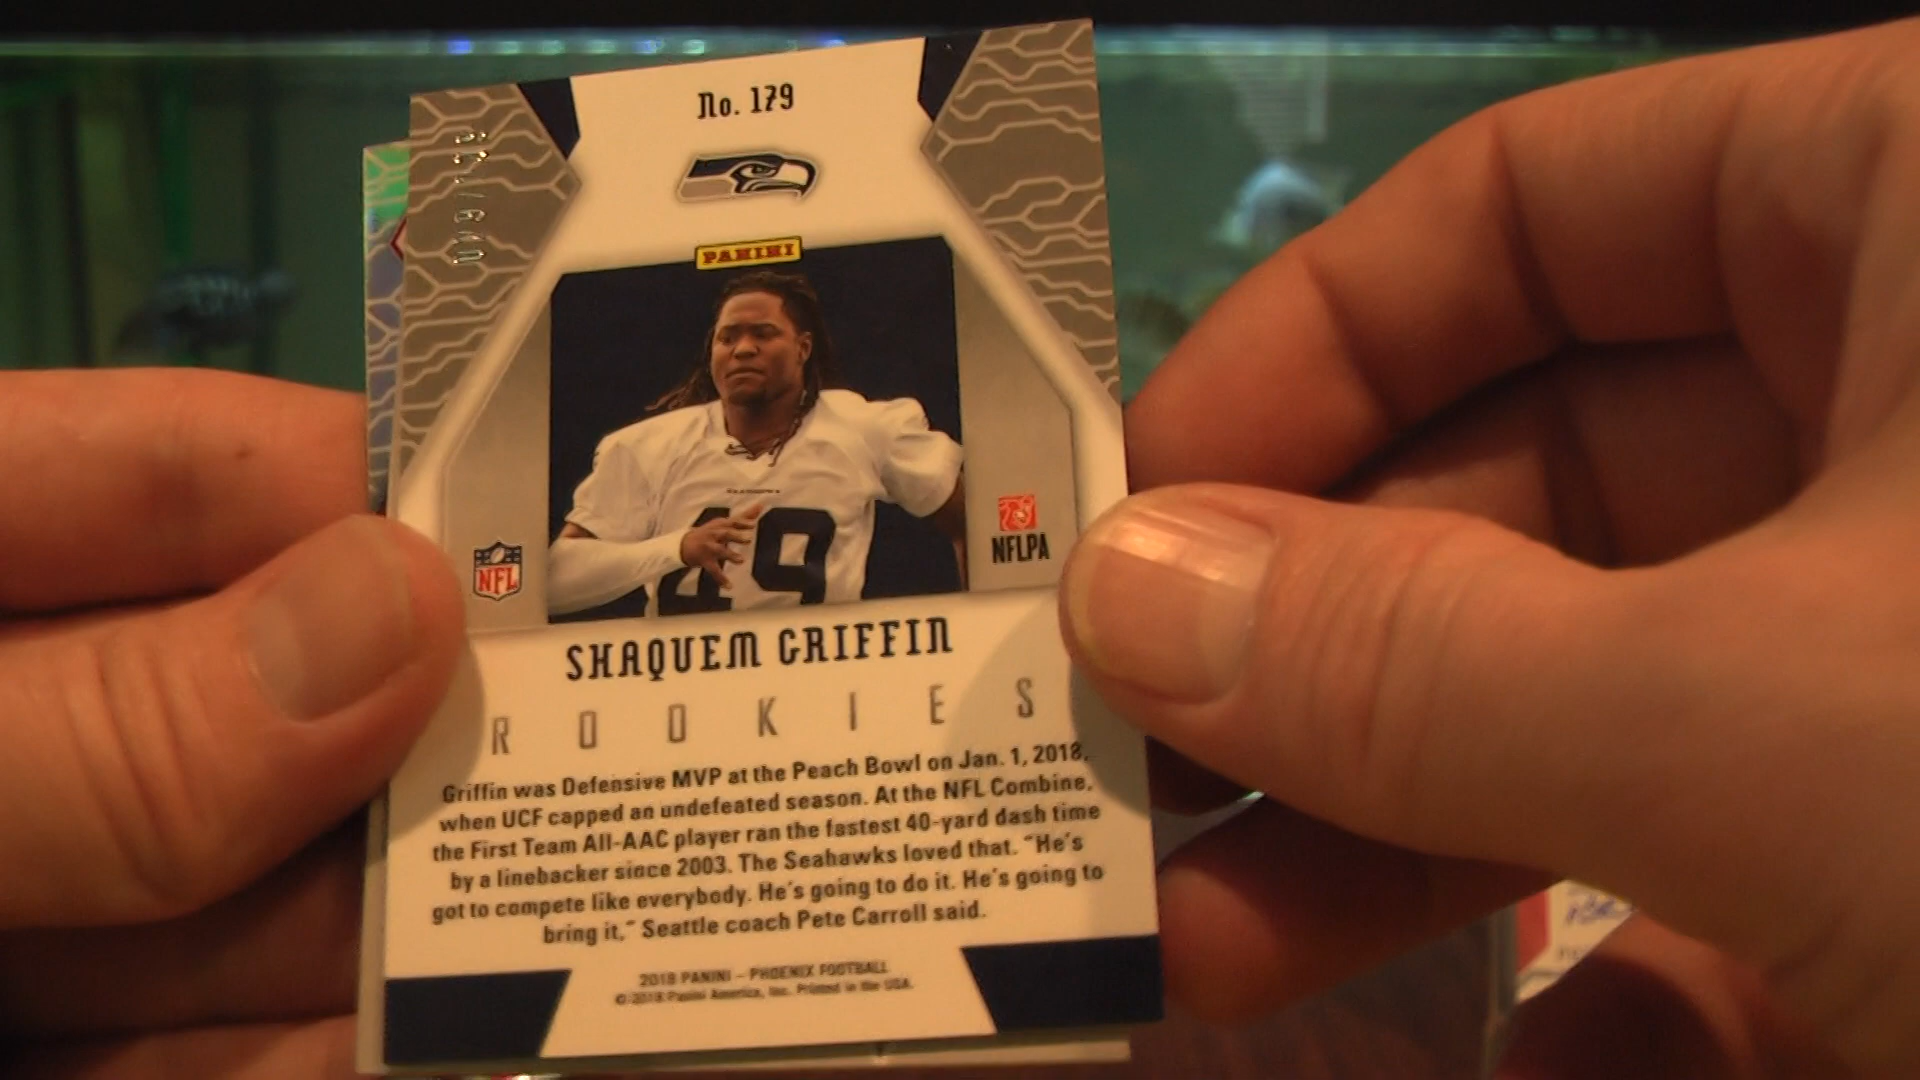 No. 179
PANINI
49
NFL
NFLPA
SHAQUEM GRIFFIN
ROOKIES
Griffin was Defensive MVP at the Peach Bowl on Jan. 1, 2018,
when UCF capped an undefeated season. At the NFL Combine,
the First Team All-AAC player ran the fastest 40-yard dash time
by a linebacker since 2003. The Seahawks loved that. "He's
got to compete like everybody. He's going to do it. He's going to
bring it," Seattle coach Pete Carroll said.
2018 PANINI – PHOENIX FOOTBALL
© 2018 Panini America, Inc. Printed in the USA.